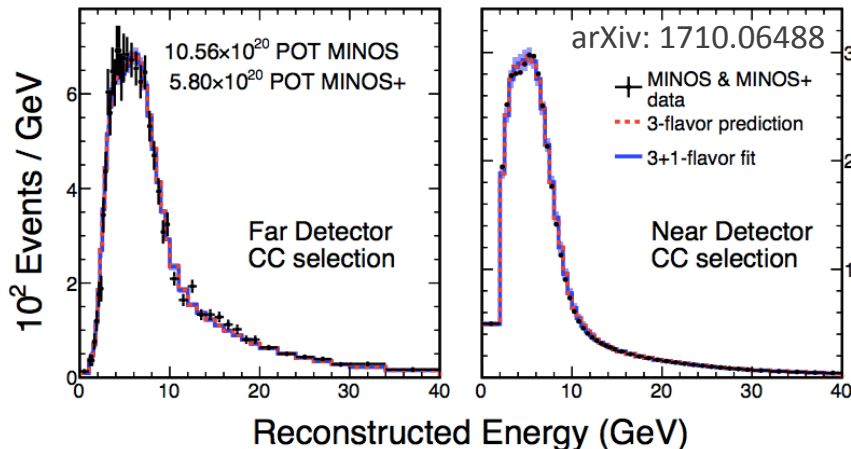 arXiv: 1710.06488
10.56×10²⁰ POT MINOS
5.80×10²⁰ POT MINOS+
MINOS & MINOS+
data
3-flavor prediction
3+1-flavor fit
Far Detector
CC selection
Near Detector
CC selection
10² Events / GeV
6
4
2
0
3
2
1
0 10 20 30 40
0 10 20 30 40
Reconstructed Energy (GeV)